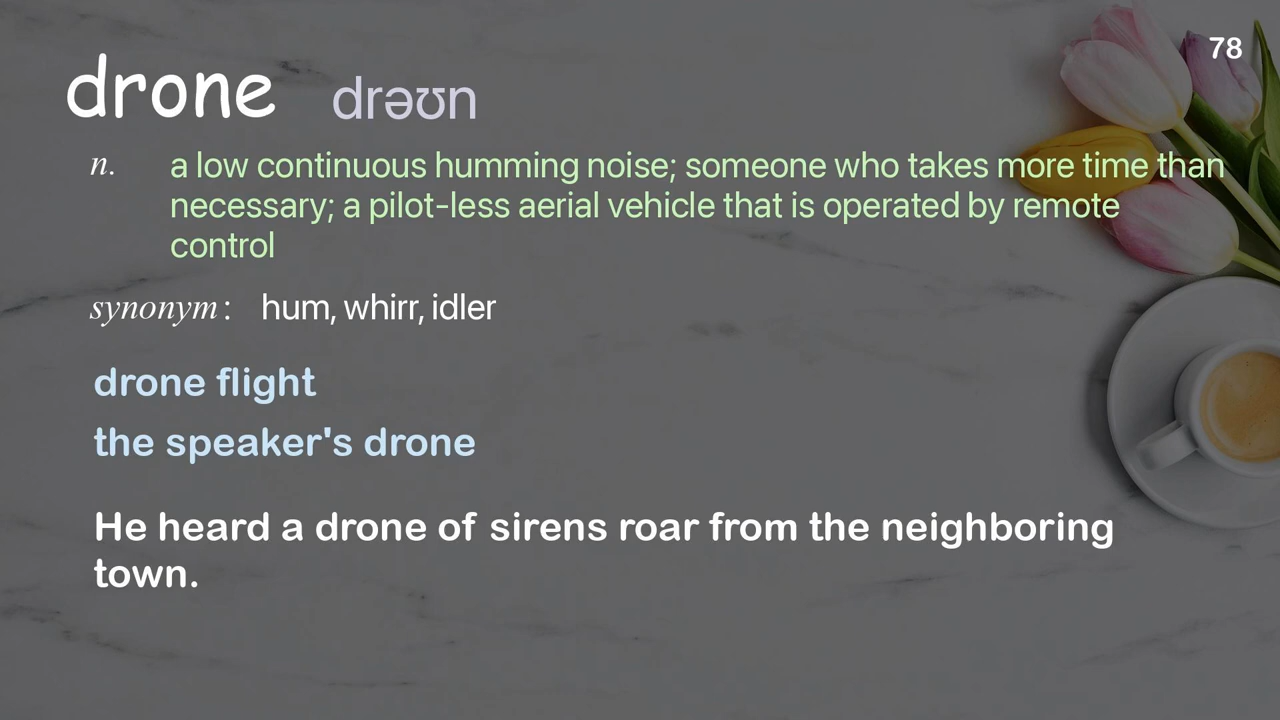 78
drone drəʊn
n. a low continuous humming noise; someone who takes more time than
necessary; a pilot-less aerial vehicle that is operated by remote
control
synonym: hum, whirr, idler
drone flight
the speaker's drone
He heard a drone of sirens roar from the neighboring
town.